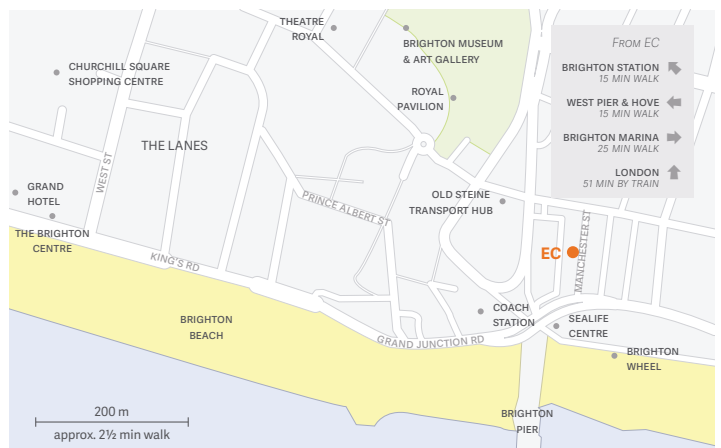 THEATRE
ROYAL
BRIGHTON MUSEUM
& ART GALLERY
FROM EC
BRIGHTON STATION
15 MIN WALK
WEST PIER & HOVE
15 MIN WALK
BRIGHTON MARINA
25 MIN WALK
LONDON
51 MIN BY TRAIN
CHURCHILL SQUARE
SHOPPING CENTRE
ROYAL
PAVILION
THE LANES
WEST ST
GRAND
HOTEL
THE BRIGHTON
CENTRE
PRINCE ALBERT ST
OLD STEINE
TRANSPORT HUB
KING'S RD
EC
MANCHESTER ST
COACH
STATION
SEALIFE
CENTRE
BRIGHTON
BEACH
GRAND JUNCTION RD
BRIGHTON
WHEEL
BRIGHTON
PIER
200 m
approx. 2½ min walk